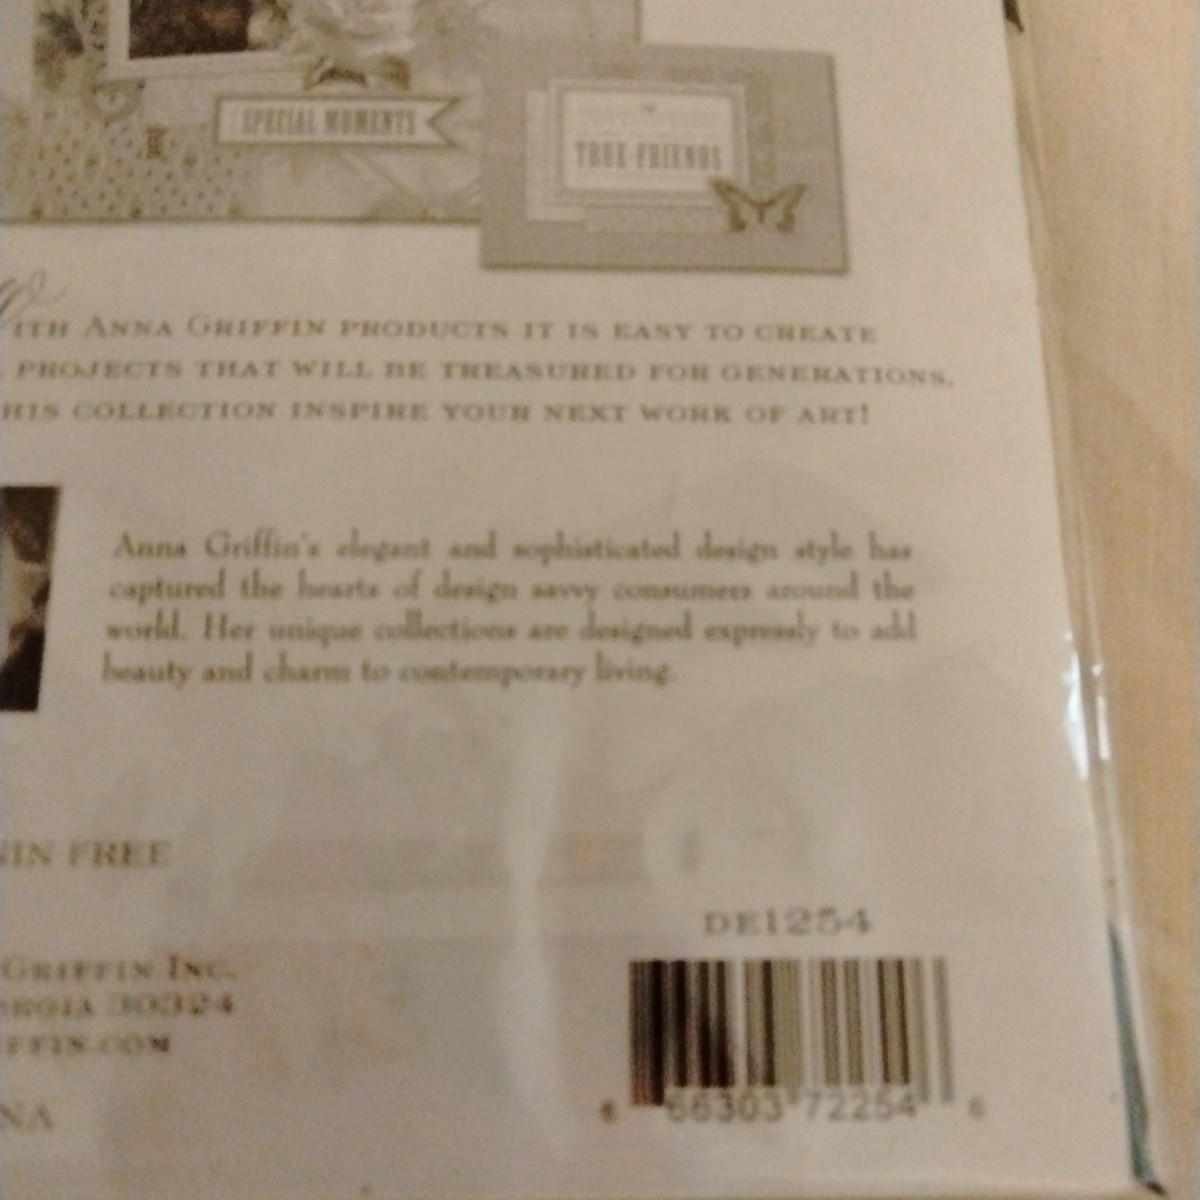 SPECIAL MOMENTS
TRUE FRIENDS
WITH ANNA GRIFFIN PRODUCTS IT IS EASY TO CREATE
PROJECTS THAT WILL BE TREASURED FOR GENERATIONS.
HIS COLLECTION INSPIRE YOUR NEXT WORK OF ART!
Anna Griffin's elegant and sophisticated design style has
captured the hearts of design savvy consumers around the
world. Her unique collections are designed expressly to add
beauty and charm to contemporary living.
NIN FREE
DE1254
GRIFFIN INC.
ORGIA 30324
FFIN.COM
NA
6 66303 72254 6